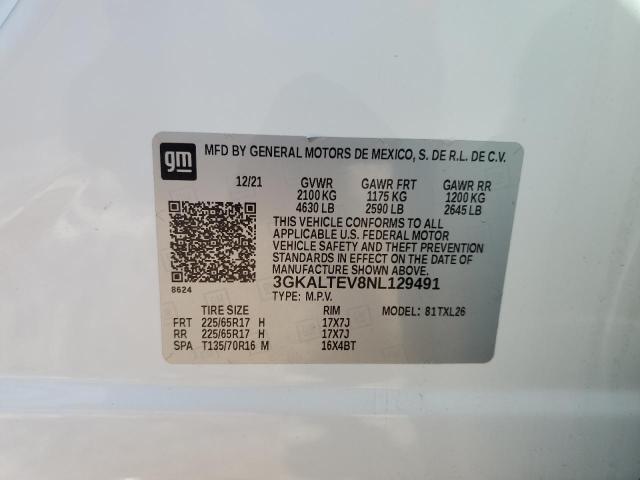 gm MFD BY GENERAL MOTORS DE MEXICO, S. DE R.L. DE C.V.
12/21 GVWR GAWR FRT GAWR RR
2100 KG 1175 KG 1200 KG
4630 LB 2590 LB 2645 LB
THIS VEHICLE CONFORMS TO ALL
APPLICABLE U.S. FEDERAL MOTOR
VEHICLE SAFETY AND THEFT PREVENTION
STANDARDS IN EFFECT ON THE DATE OF
MANUFACTURE SHOWN ABOVE.
8624 3GKALTEV8NL129491
TYPE: M.P.V.
TIRE SIZE RIM MODEL: 81TXL26
FRT 225/65R17 H 17X7J
RR 225/65R17 H 17X7J
SPA T135/70R16 M 16X4BT